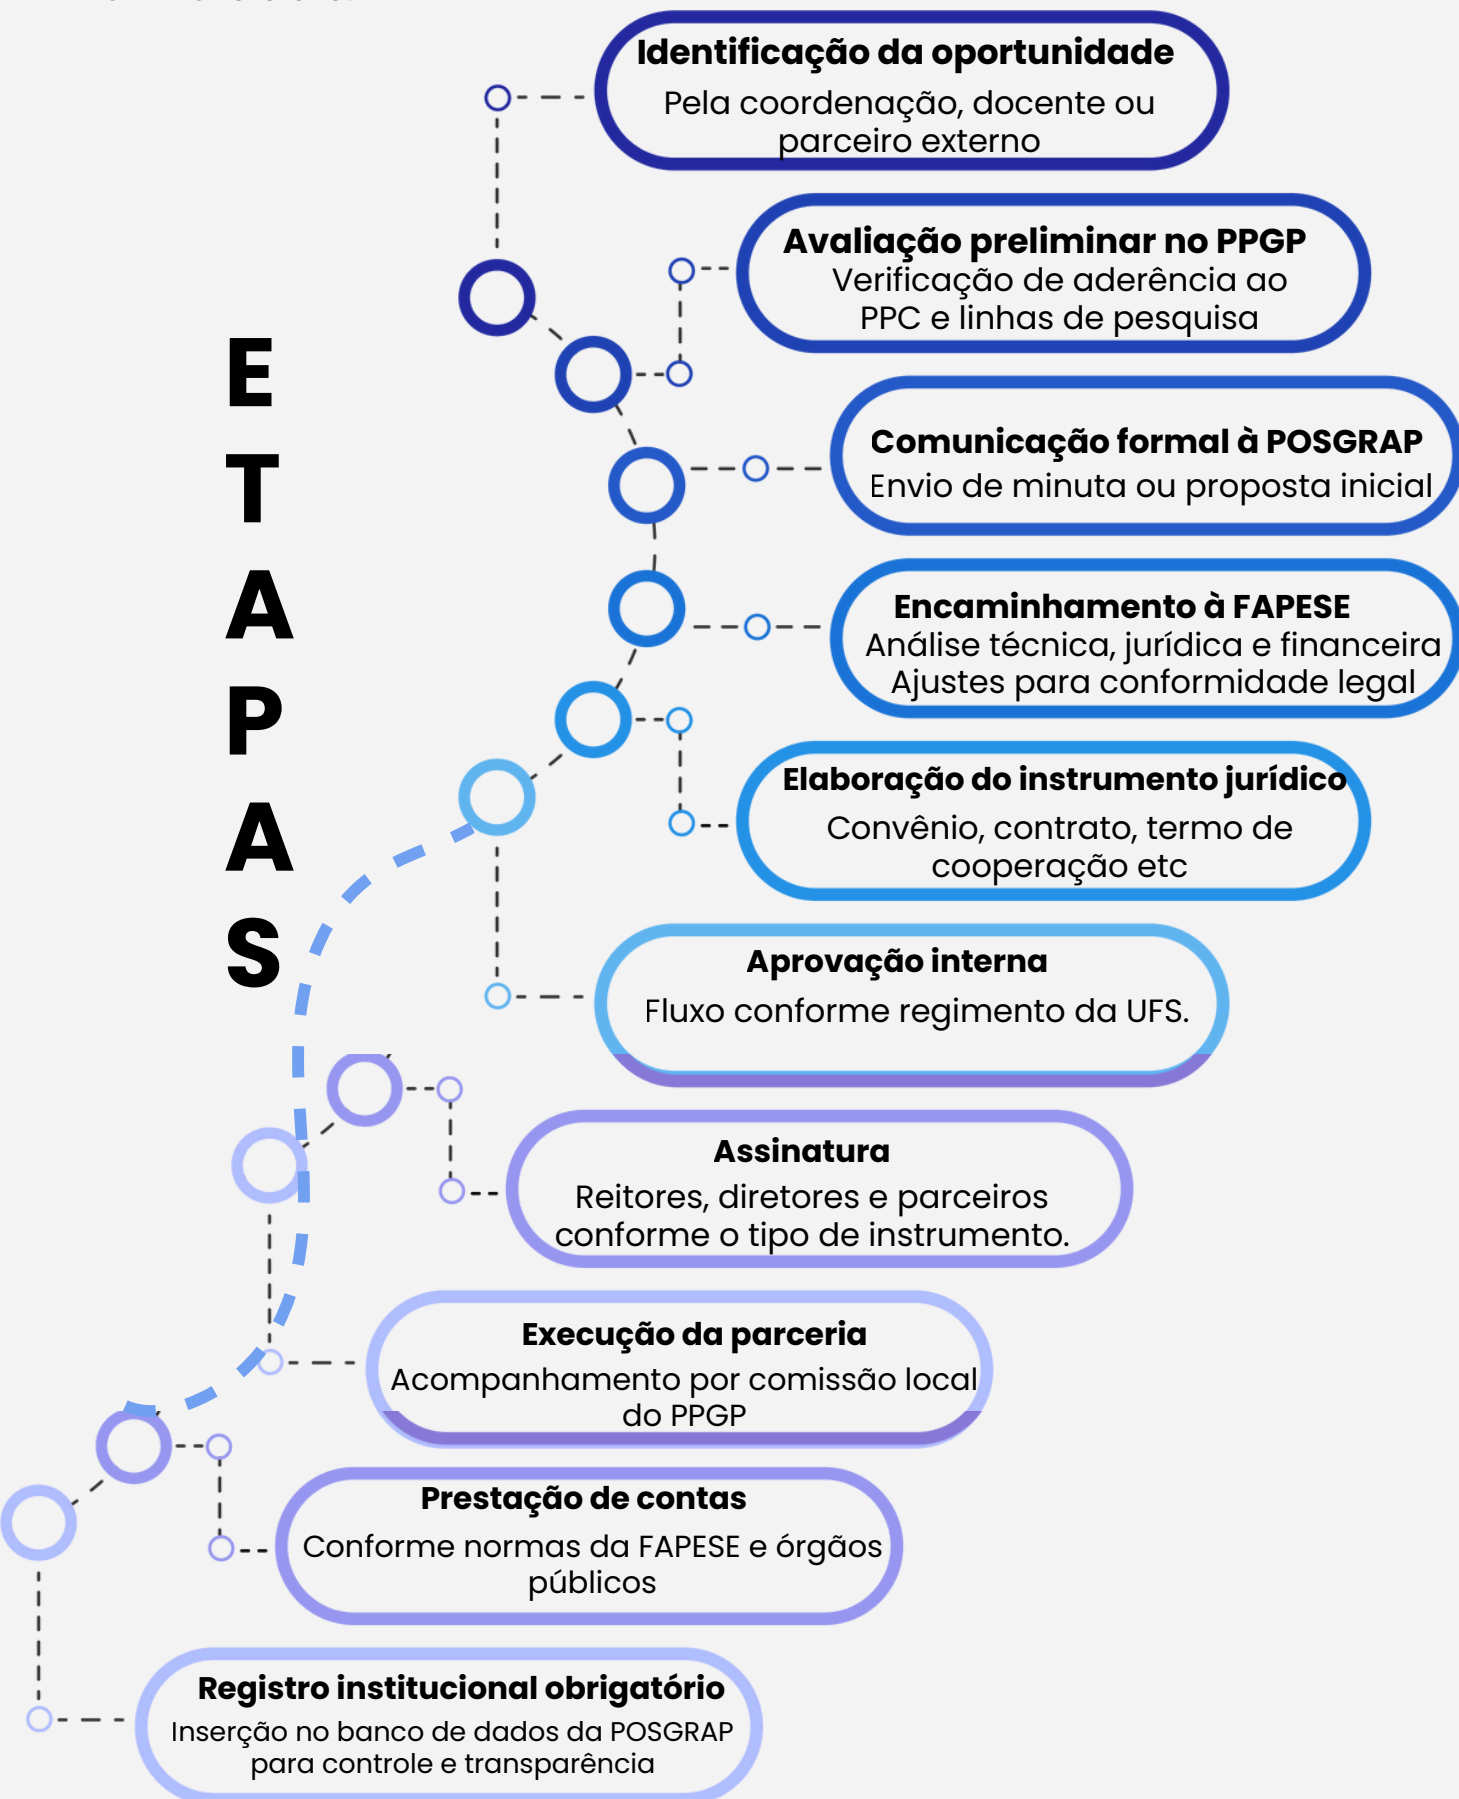 Identificação da oportunidade
Pela coordenação, docente ou
parceiro externo
Avaliação preliminar no PPGP
Verificação de aderência ao
PPC e linhas de pesquisa
Comunicação formal à POSGRAP
Envio de minuta ou proposta inicial
Encaminhamento à FAPESE
Análise técnica, jurídica e financeira
Ajustes para conformidade legal
Elaboração do instrumento jurídico
Convênio, contrato, termo de
cooperação etc
Aprovação interna
Fluxo conforme regimento da UFS.
Assinatura
Reitores, diretores e parceiros
conforme o tipo de instrumento.
Execução da parceria
Acompanhamento por comissão local
do PPGP
Prestação de contas
Conforme normas da FAPESE e órgãos
públicos
Registro institucional obrigatório
Inserção no banco de dados da POSGRAP
para controle e transparência
E
T
A
P
A
S